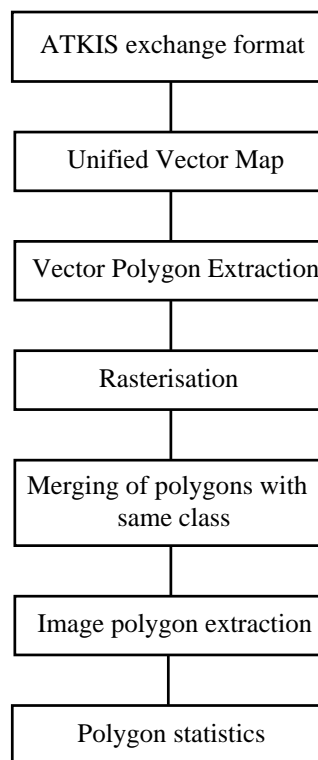 ATKIS exchange format
Unified Vector Map
Vector Polygon Extraction
Rasterisation
Merging of polygons with
same class
Image polygon extraction
Polygon statistics